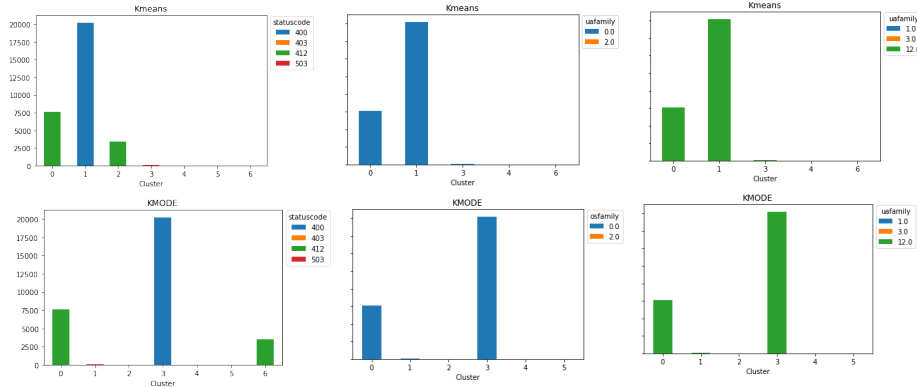 Kmeans
statuscode
400
403
412
503
20000
17500
15000
12500
10000
7500
5000
2500
0
0 1 2 3 4 5 6
Cluster
Kmeans
uafamily
0.0
2.0
0 1 3 4 6
Cluster
Kmeans
uafamily
1.0
3.0
12.0
0 1 3 4 6
Cluster
KMODE
statuscode
400
403
412
503
20000
17500
15000
12500
10000
7500
5000
2500
0
0 1 2 3 4 5 6
Cluster
KMODE
osfamily
0.0
2.0
0 1 2 3 4 5
Cluster
KMODE
uafamily
1.0
3.0
12.0
0 1 2 3 4 5
Cluster